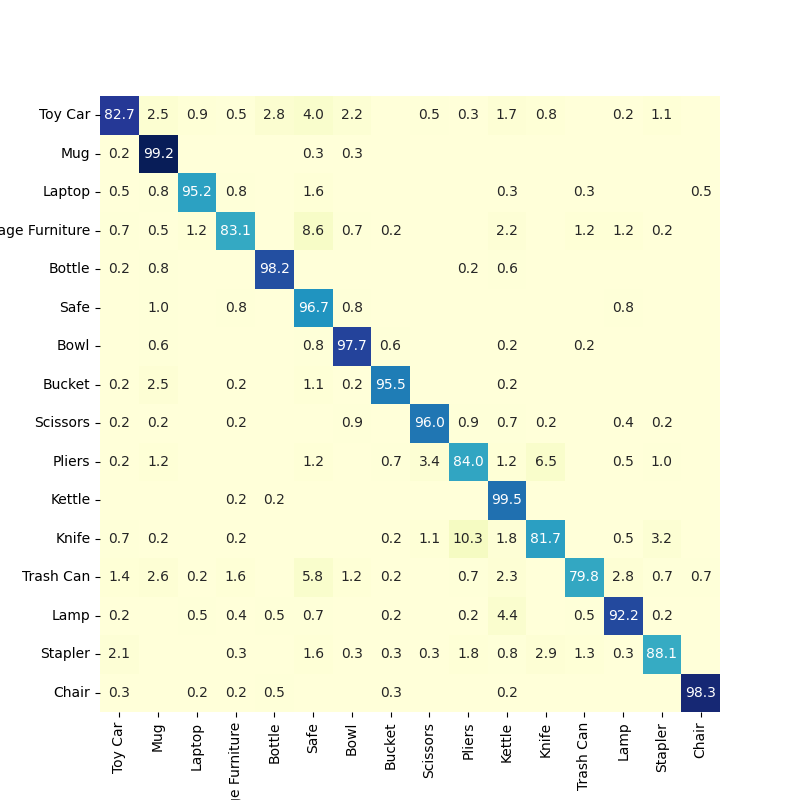 Toy Car 82.7 2.5 0.9 0.5 2.8 4.0 2.2 0.5 0.3 1.7 0.8 0.2 1.1
Mug 0.2 99.2 0.3 0.3
Laptop 0.5 0.8 95.2 0.8 1.6 0.3 0.3 0.5
age Furniture 0.7 0.5 1.2 83.1 8.6 0.7 0.2 2.2 1.2 1.2 0.2
Bottle 0.2 0.8 98.2 0.2 0.6
Safe 1.0 0.8 96.7 0.8 0.8
Bowl 0.6 0.8 97.7 0.6 0.2 0.2
Bucket 0.2 2.5 0.2 1.1 0.2 95.5 0.2
Scissors 0.2 0.2 0.2 0.9 96.0 0.9 0.7 0.2 0.4 0.2
Pliers 0.2 1.2 1.2 0.7 3.4 84.0 1.2 6.5 0.5 1.0
Kettle 0.2 0.2 99.5
Knife 0.7 0.2 0.2 0.2 1.1 10.3 1.8 81.7 0.5 3.2
Trash Can 1.4 2.6 0.2 1.6 5.8 1.2 0.2 0.7 2.3 79.8 2.8 0.7 0.7
Lamp 0.2 0.5 0.4 0.5 0.7 0.2 0.2 4.4 0.5 92.2 0.2
Stapler 2.1 0.3 1.6 0.3 0.3 0.3 1.8 0.8 2.9 1.3 0.3 88.1
Chair 0.3 0.2 0.2 0.5 0.3 0.2 98.3
Toy Car
Mug
Laptop
ge Furniture
Bottle
Safe
Bowl
Bucket
Scissors
Pliers
Kettle
Knife
Trash Can
Lamp
Stapler
Chair